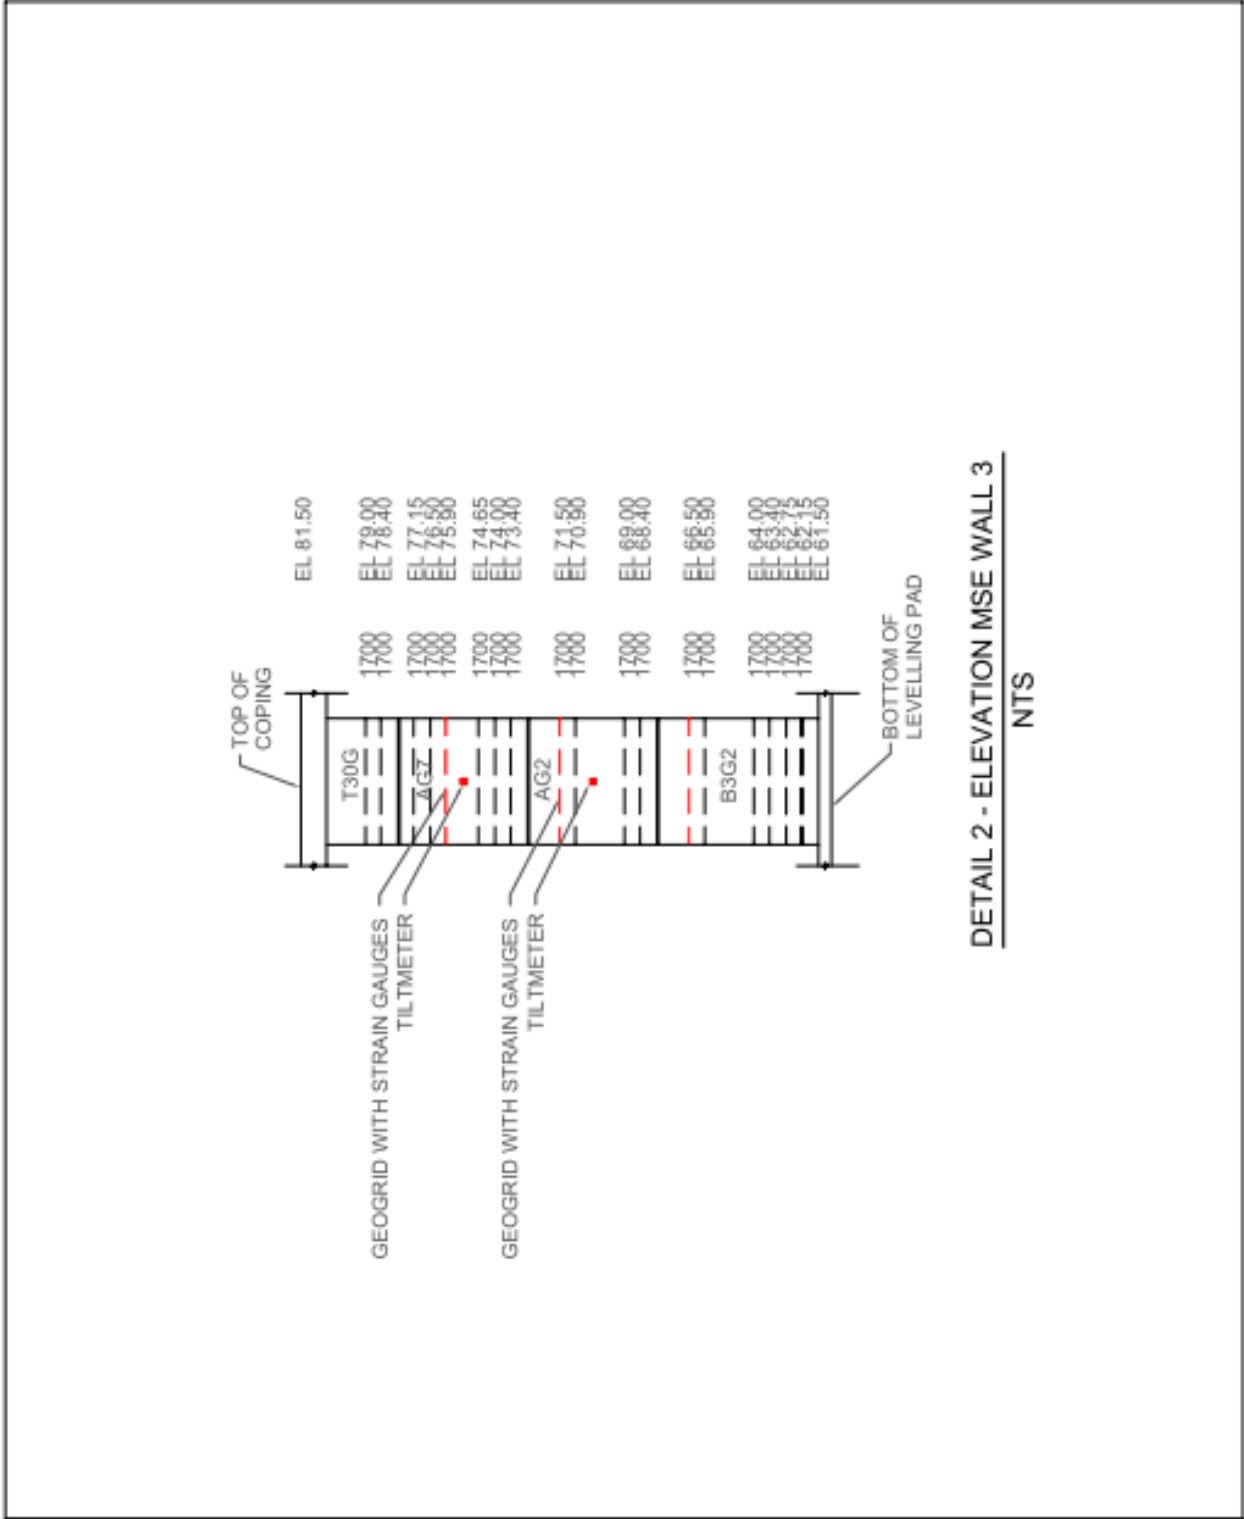 TOP OF
COPING
EL 81.50
T30G
1700
EL 79.00
1700
EL 78.40
AG7
1700
EL 77.15
1700
EL 76.50
1700
EL 75.90
1700
EL 74.65
1700
EL 74.00
1700
EL 73.40
GEOGRID WITH STRAIN GAUGES
TILTMETER
AG2
1700
EL 71.50
1700
EL 70.90
GEOGRID WITH STRAIN GAUGES
TILTMETER
1700
EL 69.00
1700
EL 68.40
1700
EL 66.50
1700
EL 65.90
B3G2
1700
EL 64.00
1700
EL 63.40
1700
EL 62.75
1700
EL 62.15
EL 61.50
BOTTOM OF
LEVELLING PAD
DETAIL 2 - ELEVATION MSE WALL 3
NTS